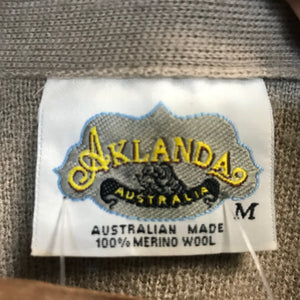 AKLANDA
AUSTRALIA
M
AUSTRALIAN MADE
100% MERINO WOOL